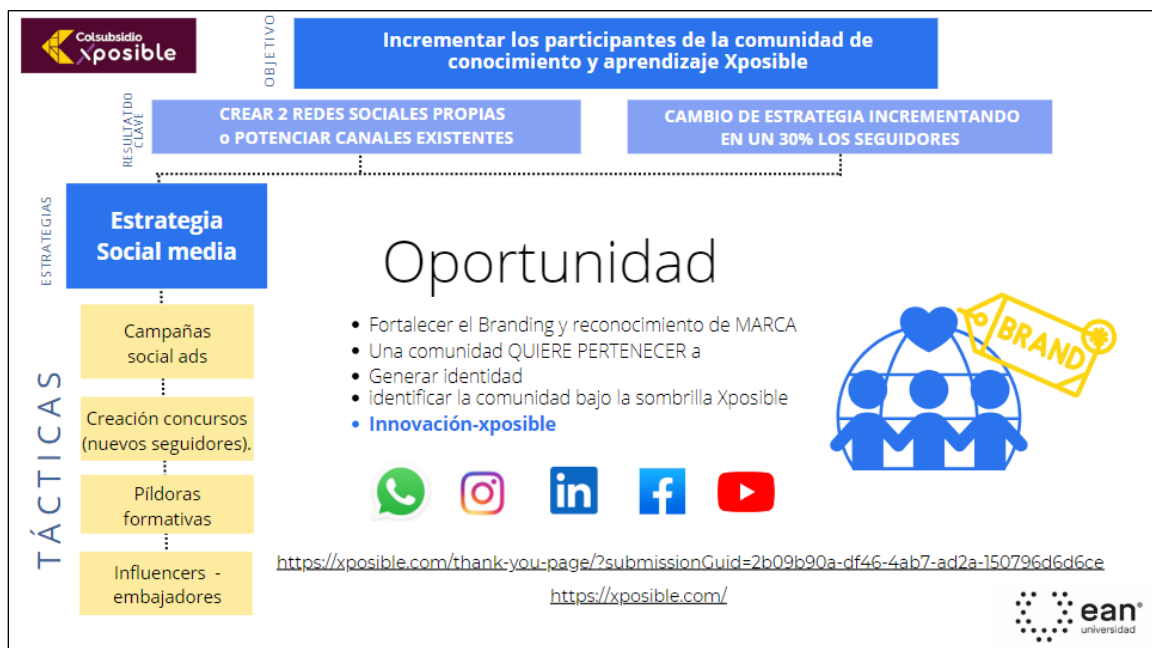 Colsubsidio
Xposible
OBJETIVO
Incrementar los participantes de la comunidad de
conocimiento y aprendizaje Xposible
RESULTATDO
CLAVE
CREAR 2 REDES SOCIALES PROPIAS
o POTENCIAR CANALES EXISTENTES
CAMBIO DE ESTRATEGIA INCREMENTANDO
EN UN 30% LOS SEGUIDORES
ESTRATEGIAS
Estrategia
Social media
TÁCTICAS
Campañas
social ads
Creación concursos
(nuevos seguidores).
Píldoras
formativas
Influencers -
embajadores
Oportunidad
• Fortalecer el Branding y reconocimiento de MARCA
• Una comunidad QUIERE PERTENECER a
• Generar identidad
• identificar la comunidad bajo la sombrilla Xposible
• Innovación-xposible
BRAND
in
f
https://xposible.com/thank-you-page/?submissionGuid=2b09b90a-df46-4ab7-ad2a-150796d6d6ce
https://xposible.com/
ean®
universidad